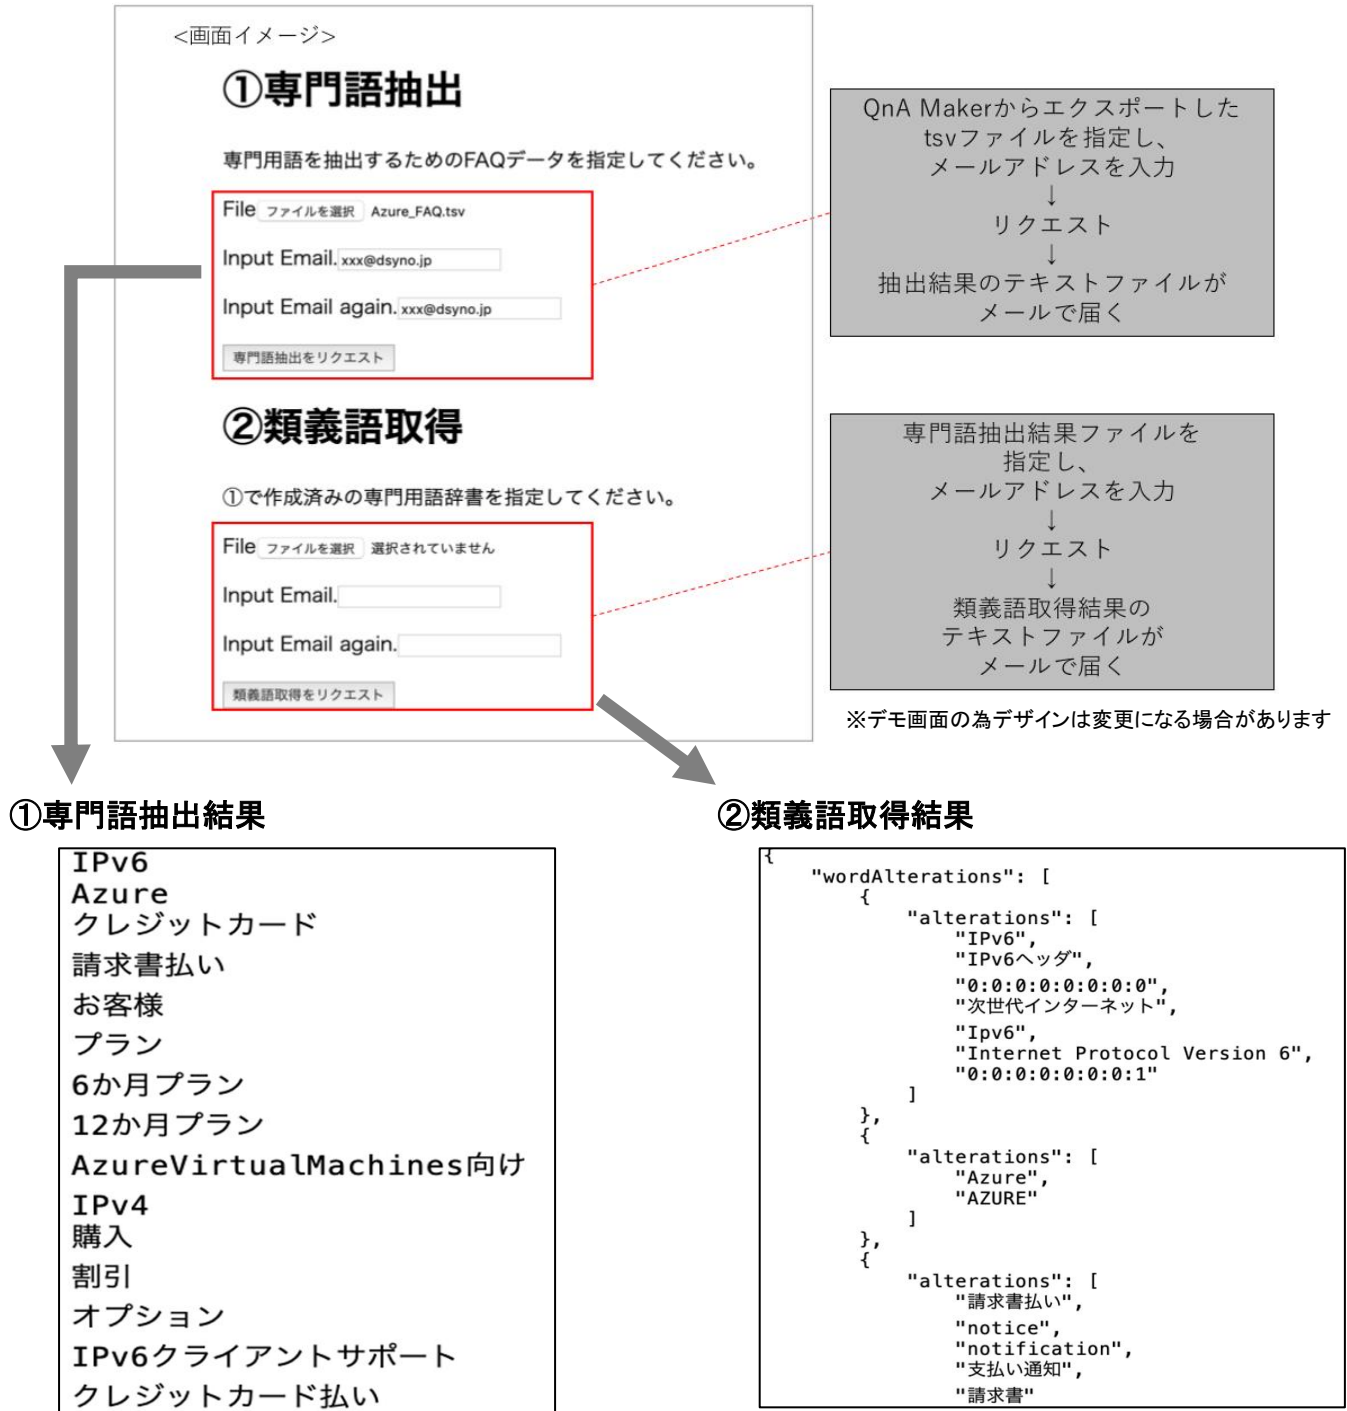 <画面イメージ>
①専門語抽出
専門用語を抽出するためのFAQデータを指定してください。
File ファイルを選択 Azure_FAQ.tsv
Input Email. xxx@dsyno.jp
Input Email again. xxx@dsyno.jp
専門語抽出をリクエスト
②類義語取得
①で作成済みの専門用語辞書を指定してください。
File ファイルを選択 選択されていません
Input Email.
Input Email again.
類義語取得をリクエスト
QnA Makerからエクスポートした
tsvファイルを指定し、
メールアドレスを入力
↓
リクエスト
↓
抽出結果のテキストファイルが
メールで届く
専門語抽出結果ファイルを
指定し、
メールアドレスを入力
↓
リクエスト
↓
類義語取得結果の
テキストファイルが
メールで届く
※デモ画面の為デザインは変更になる場合があります
①専門語抽出結果
IPv6
Azure
クレジットカード
請求書払い
お客様
プラン
6か月プラン
12か月プラン
AzureVirtualMachines向け
IPv4
購入
割引
オプション
IPv6クライアントサポート
クレジットカード払い
②類義語取得結果
{
"wordAlterations": [
{
"alterations": [
"IPv6",
"IPv6ヘッダ",
"0:0:0:0:0:0:0:0",
"次世代インターネット",
"Ipv6",
"Internet Protocol Version 6",
"0:0:0:0:0:0:0:1"
]
},
{
"alterations": [
"Azure",
"AZURE"
]
},
{
"alterations": [
"請求書払い",
"notice",
"notification",
"支払い通知",
"請求書"